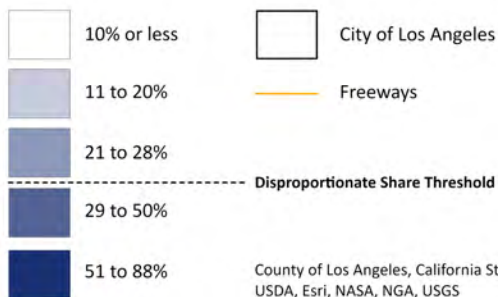 10% or less
City of Los Angeles
11 to 20%
Freeways
21 to 28%
Disproportionate Share Threshold
29 to 50%
51 to 88%
County of Los Angeles, California St
USDA, Esri, NASA, NGA, USGS